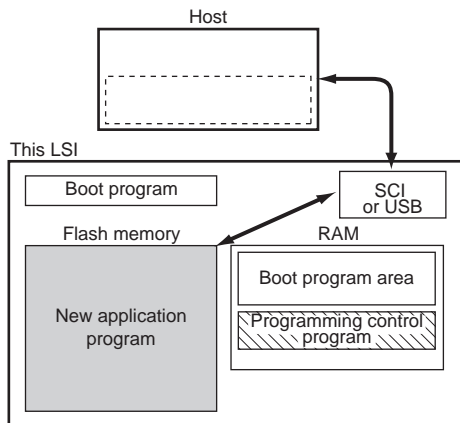 Host
This LSI
Boot program
SCI
or USB
Flash memory
RAM
New application
program
Boot program area
Programming control
program